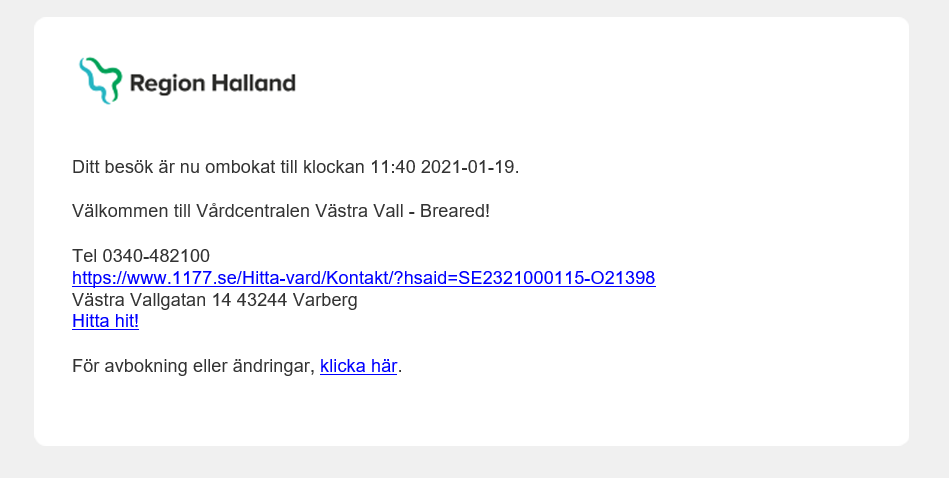 Region Halland
Ditt besök är nu ombokat till klockan 11:40 2021-01-19.
Välkommen till Vårdcentralen Västra Vall - Breared!
Tel 0340-482100
https://www.1177.se/Hitta-vard/Kontakt/?hsaid=SE2321000115-O21398
Västra Vallgatan 14 43244 Varberg
Hitta hit!
För avbokning eller ändringar, klicka här.